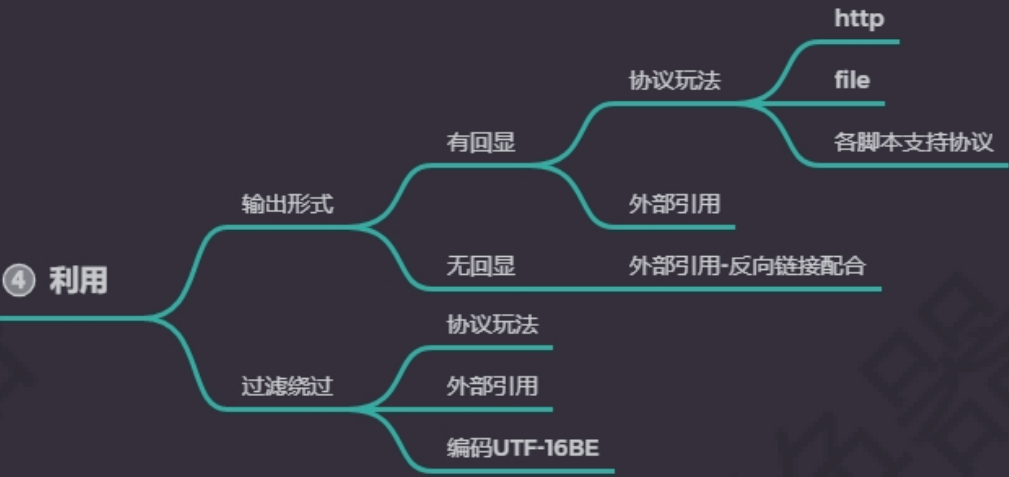 ④ 利用
输出形式
有回显
协议玩法
http
file
各脚本支持协议
外部引用
无回显
外部引用-反向链接配合
过滤绕过
协议玩法
外部引用
编码UTF-16BE